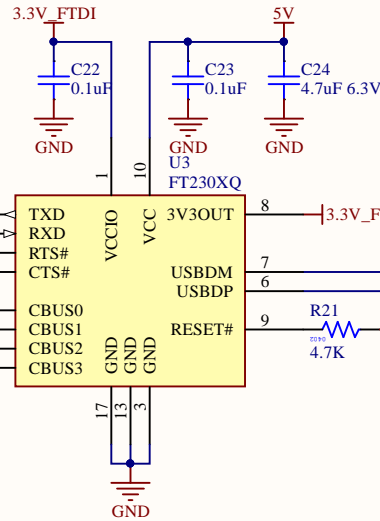 3.3V_FTDI
5V
C22
0.1uF
C23
0.1uF
C24
4.7uF 6.3V
GND
GND
GND
U3
FT230XQ
1
10
VCCIO
VCC
TXD
RXD
RTS#
CTS#
CBUS0
CBUS1
CBUS2
CBUS3
3V3OUT
8
3.3V_F
USBDM
7
USBDP
6
RESET#
9
R21
0402
4.7K
GND
GND
GND
17
13
3
GND